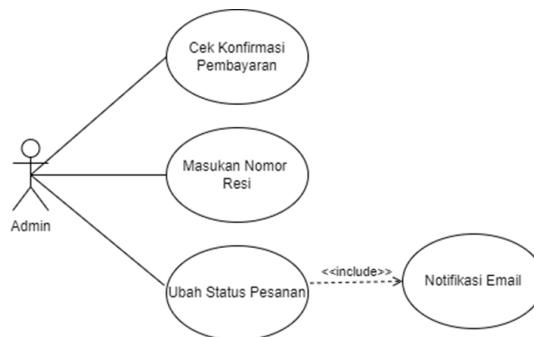 Cek Konfirmasi
Pembayaran
Masukan Nomor
Resi
Admin
Ubah Status Pesanan
<<include>>
Notifikasi Email